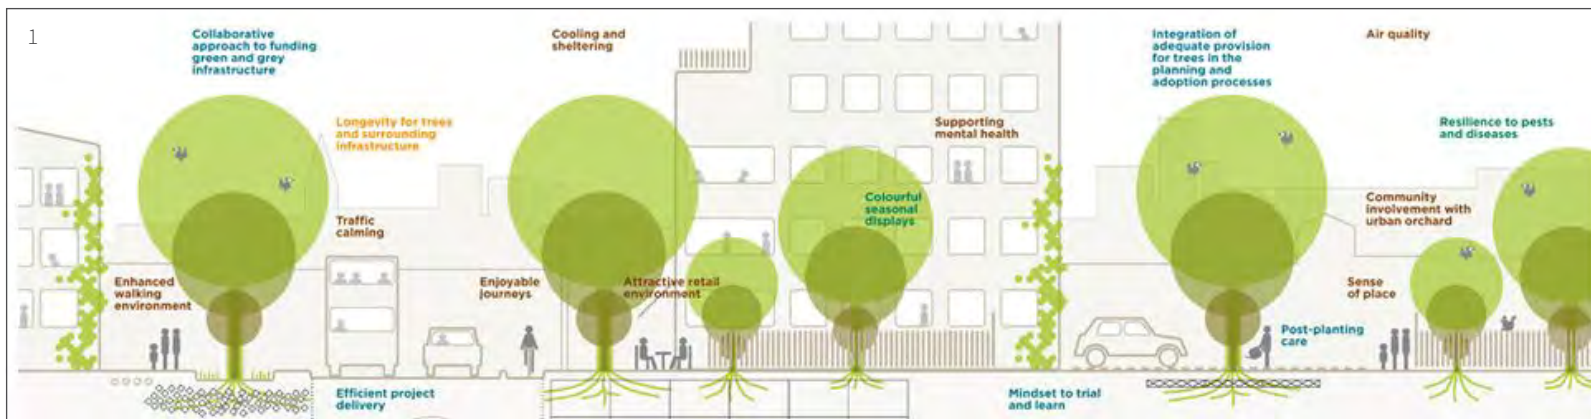 1
Collaborative
approach to funding
green and grey
infrastructure
Cooling and
sheltering
Integration of
adequate provision
for trees in the
planning and
adoption processes
Air quality
Longevity for trees
and surrounding
infrastructure
Supporting
mental health
Resilience to pests
and diseases
Colourful
seasonal
displays
Community
involvement with
urban orchard
Traffic
calming
Enhanced
walking
environment
Enjoyable
journeys
Attractive retail
environment
Sense
of place
Post-planting
care
Efficient project
delivery
Mindset to trial
and learn